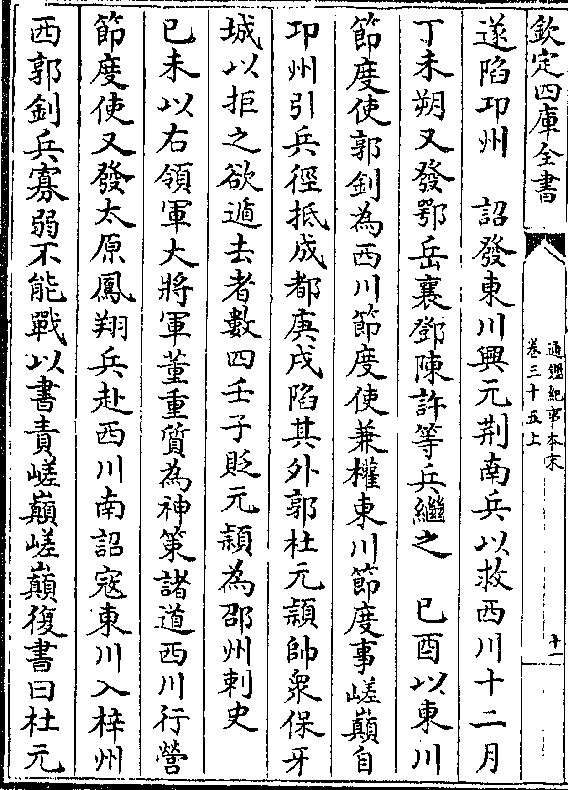 欽定四庫全書
通鑑紀事本末
卷三十五上
十一
遂陷邛州　詔發東川興元荆南兵以救西川十二月
丁未朔又發鄂岳襄鄧陳許等兵繼之　已酉以東川
節度使郭釗為西川節度使兼權東川節度事嵯巔自
邛州引兵徑抵成都庚戌陷其外郭杜元頴帥衆保牙
城以拒之欲遁去者數四壬子貶元頴為邵州刺史
已未以右領軍大將軍董重質為神策諸道西川行營
節度使又發太原鳳翔兵赴西川南詔寇東川入梓州
西郭釗兵寡弱不能戰以書責嵯巔嵯巔復書曰杜元